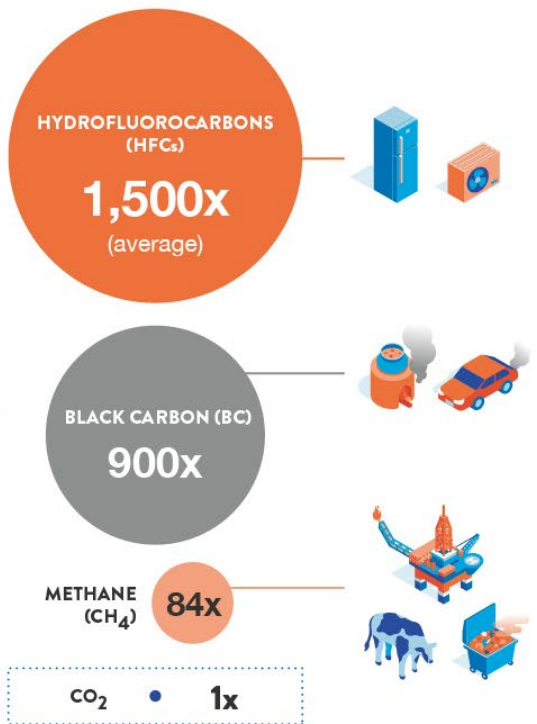 HYDROFLUOROCARBONS
(HFCs)
1,500x
(average)
BLACK CARBON (BC)
900x
METHANE
(CH₄)
84x
CO₂
1x